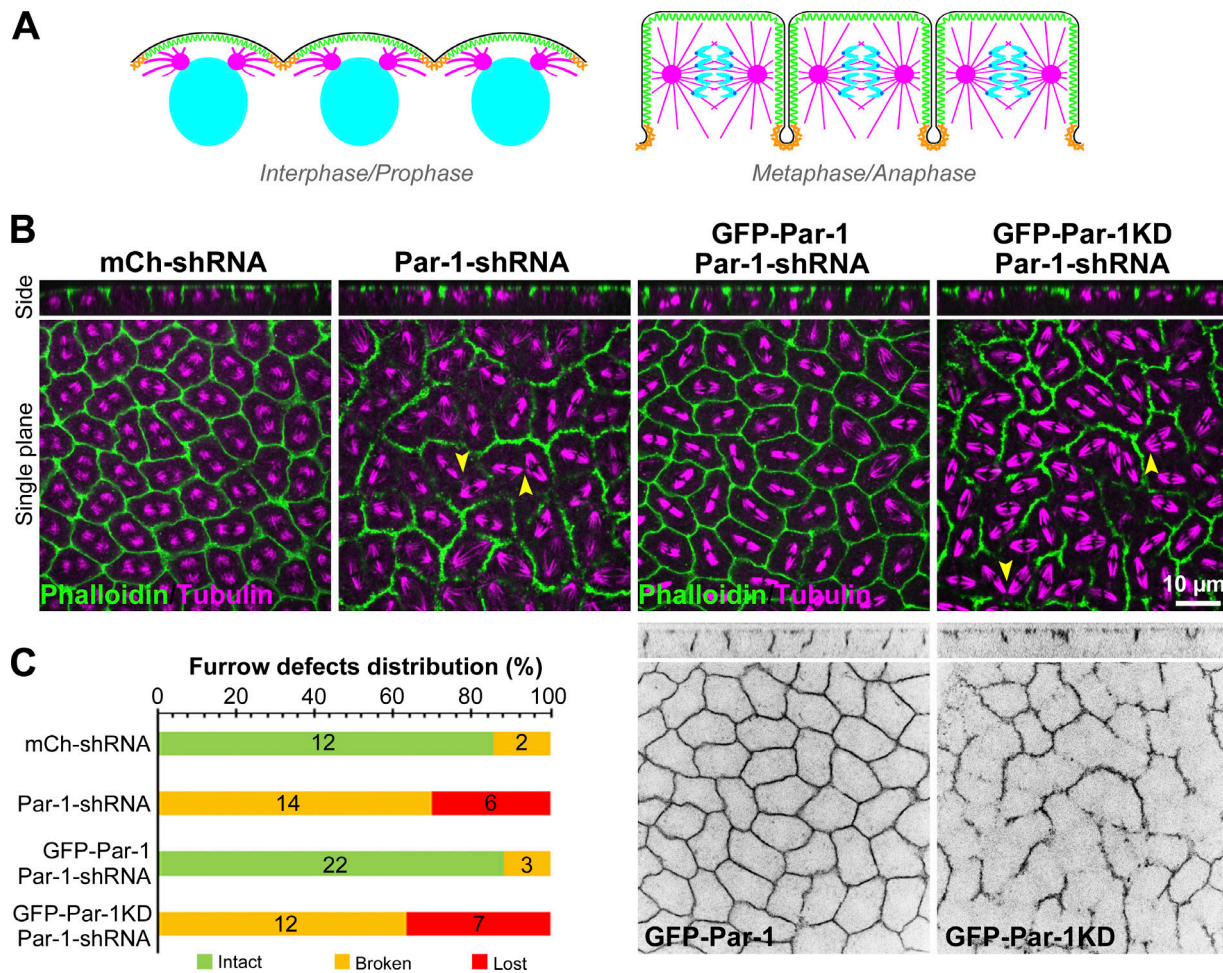 A
Interphase/Prophase
Metaphase/Anaphase
B
mCh-shRNA
Par-1-shRNA
GFP-Par-1
Par-1-shRNA
GFP-Par-1KD
Par-1-shRNA
Side
Single plane
Phalloidin/Tubulin
Phalloidin/Tubulin
10 µm
C
Furrow defects distribution (%)
0 20 40 60 80 100
mCh-shRNA 12 2
Par-1-shRNA 14 6
GFP-Par-1
Par-1-shRNA 22 3
GFP-Par-1KD
Par-1-shRNA 12 7
Intact Broken Lost
GFP-Par-1
GFP-Par-1KD